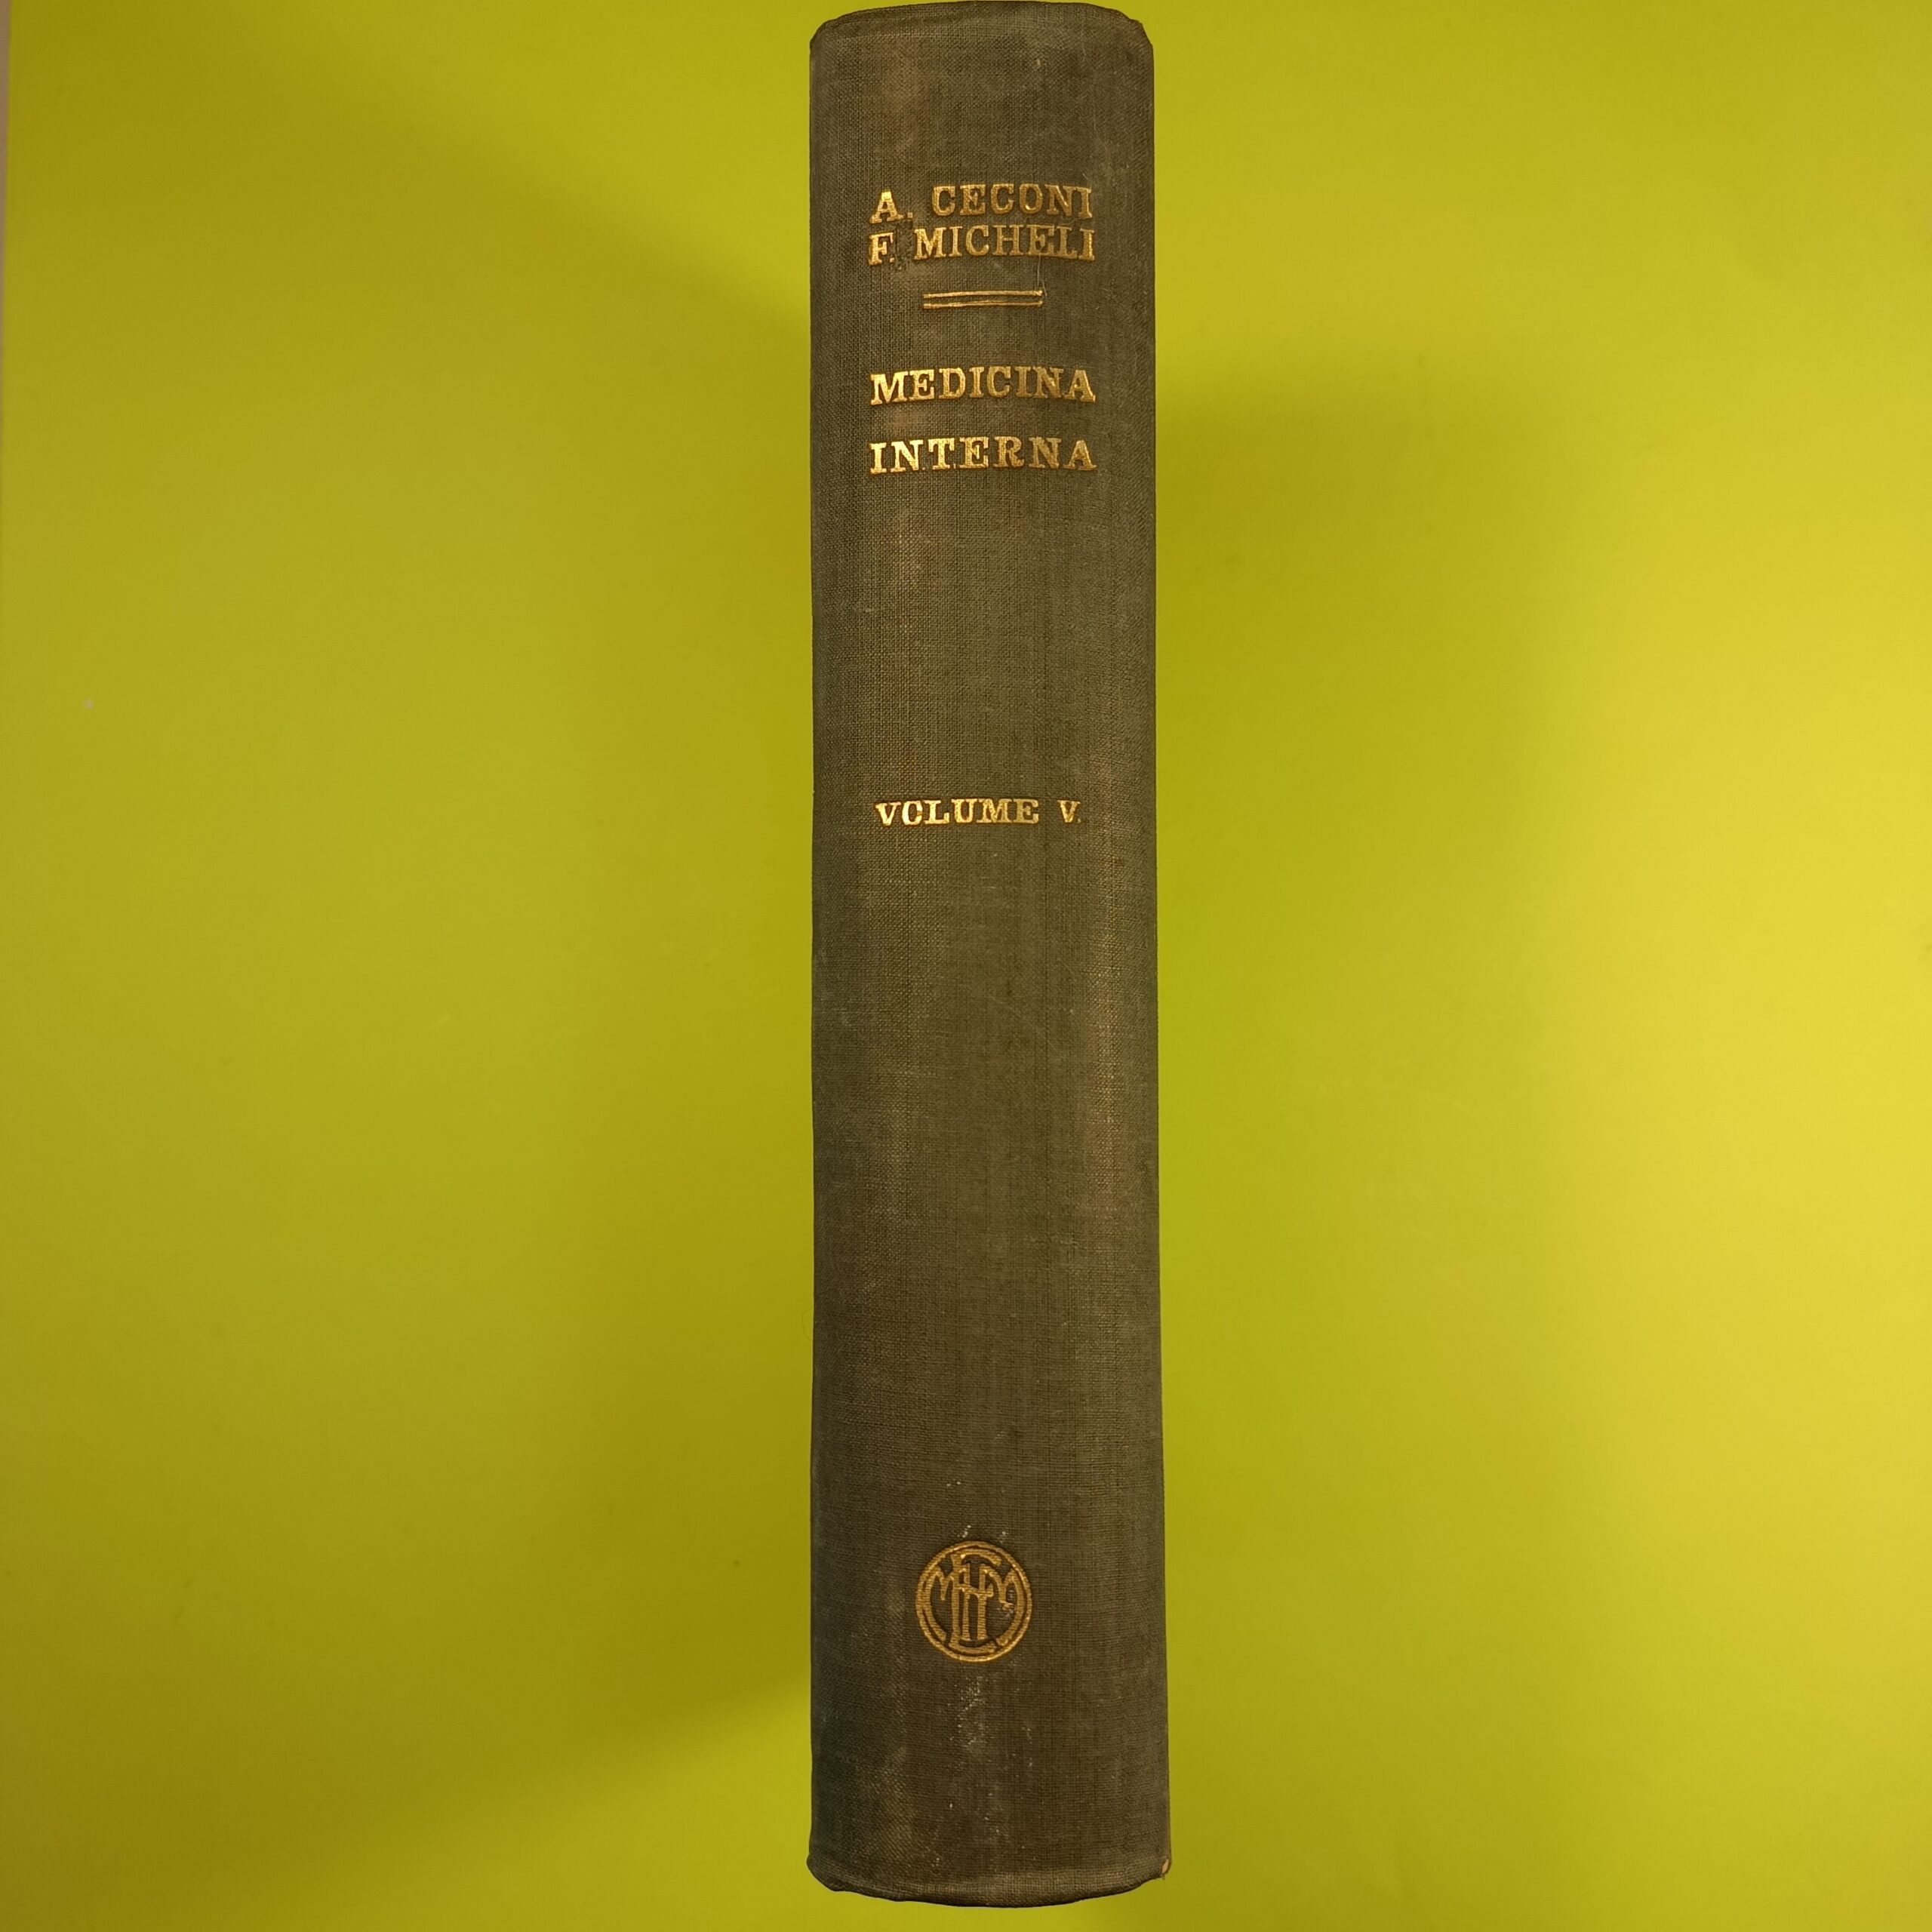 A. CECONI
F. MICHELI
MEDICINA
INTERNA
VOLUME V.